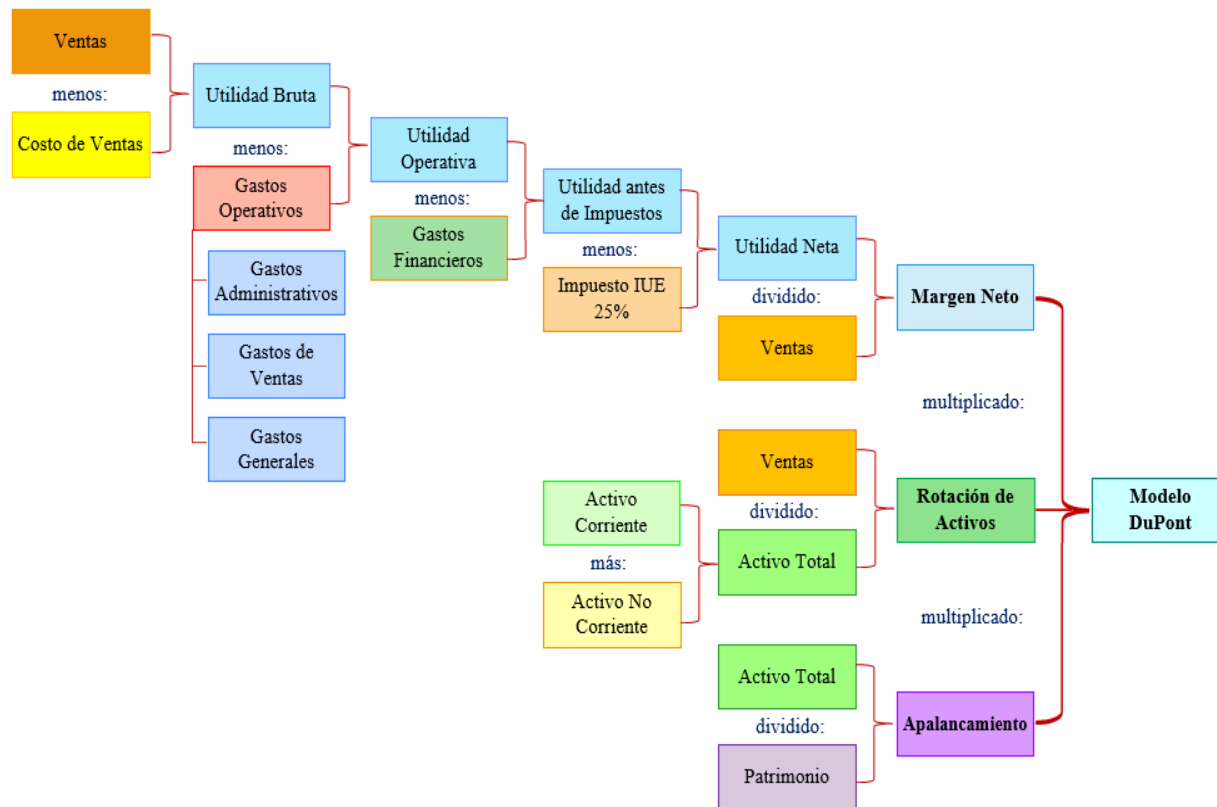 Ventas
menos:
Costo de Ventas
Utilidad Bruta
menos:
Gastos
Operativos
Gastos
Administrativos
Gastos de
Ventas
Gastos
Generales
Utilidad
Operativa
menos:
Gastos
Financieros
Utilidad antes
de Impuestos
menos:
Impuesto IUE
25%
Utilidad Neta
dividido:
Ventas
Margen Neto
multiplicado:
Activo
Corriente
más:
Activo No
Corriente
Ventas
dividido:
Activo Total
Rotación de
Activos
multiplicado:
Activo Total
dividido:
Patrimonio
Apalancamiento
Modelo
DuPont